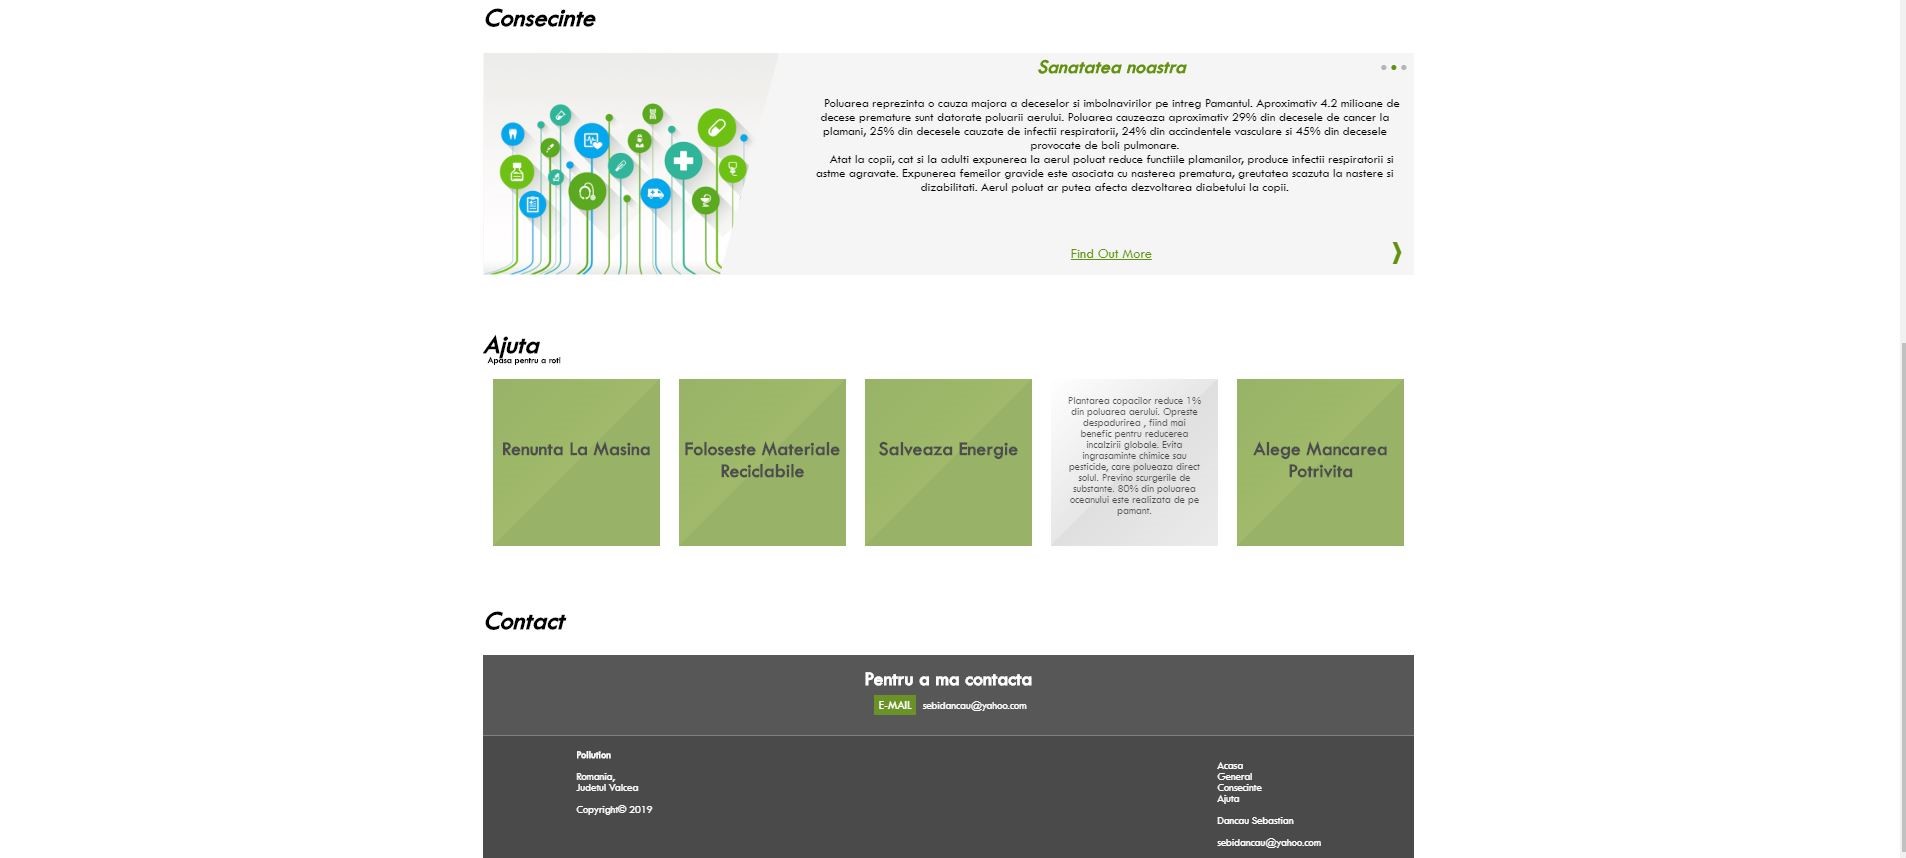 Consecinte
Sanatatea noastra
Poluarea reprezinta o cauza majora a deceselor si imbolnavirilor pe intreg Pamantul. Aproximativ 4.2 milioane de
decese premature sunt datorate poluarii aerului. Poluarea cauzeaza aproximativ 29% din decesele de cancer la
plamani, 25% din decesele cauzate de infectii respiratorii, 24% din accindentele vasculare si 45% din decesele
provocate de boli pulmonare.
Atat la copii, cat si la adulti expunerea la aerul poluat reduce functiile plamanilor, produce infectii respiratorii si
astme agravate. Expunerea femeilor gravide este asociata cu nasterea prematura, greutatea scazuta la nastere si
dizabilitati. Aerul poluat ar putea afecta dezvoltarea diabetului la copii.
Find Out More
Ajuta
Apasa pentru a roti
Renunta La Masina
Foloseste Materiale
Reciclabile
Salveaza Energie
Plantarea copacilor reduce 1%
din poluarea aerului. Opreste
despadurirea , fiind mai
benefic pentru reducerea
incalzirii globale. Evita
ingrasaminte chimice sau
pesticide, care polueaza direct
solul. Previno scurgerile de
substante. 80% din poluarea
oceanului este realizata de pe
pamant.
Alege Mancarea
Potrivita
Contact
Pentru a ma contacta
E-MAIL sebidancau@yahoo.com
Pollution
Romania,
Judetul Valcea
Copyright© 2019
Acasa
General
Consecinte
Ajuta
Dancau Sebastian
sebidancau@yahoo.com